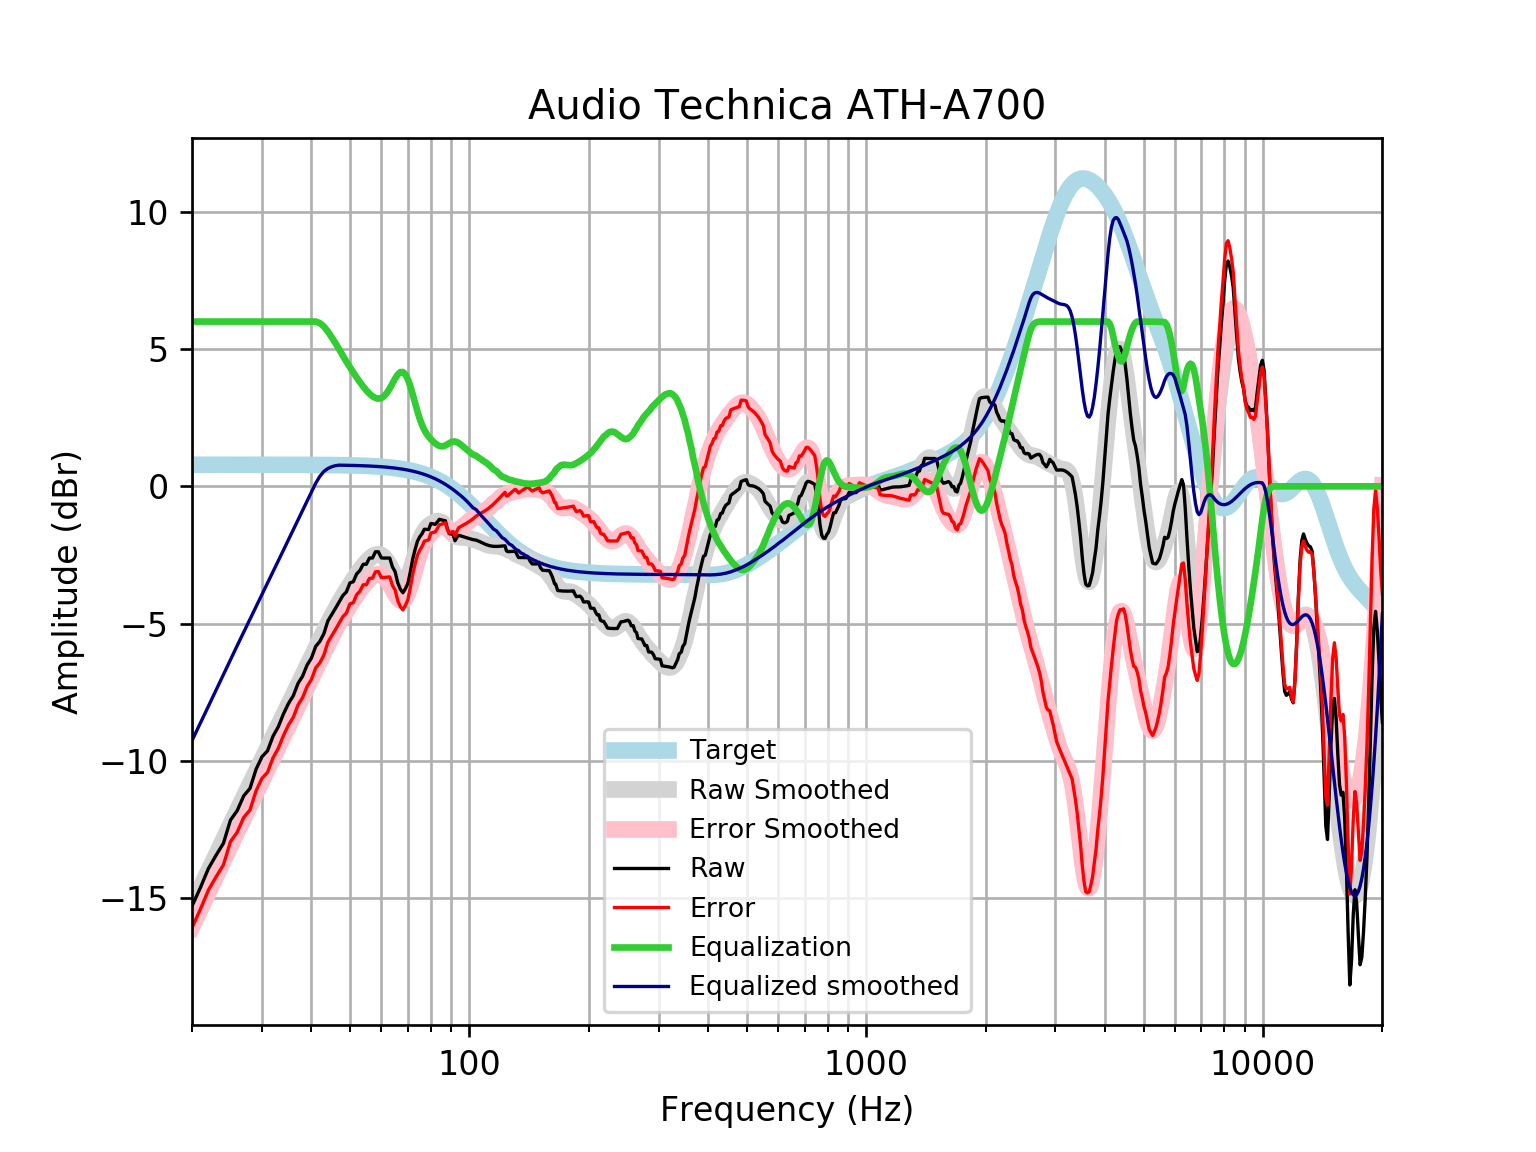 Audio Technica ATH-A700
Amplitude (dBr)
10
5
0
−5
−10
−15
Target
Raw Smoothed
Error Smoothed
Raw
Error
Equalization
Equalized smoothed
100 1000 10000
Frequency (Hz)